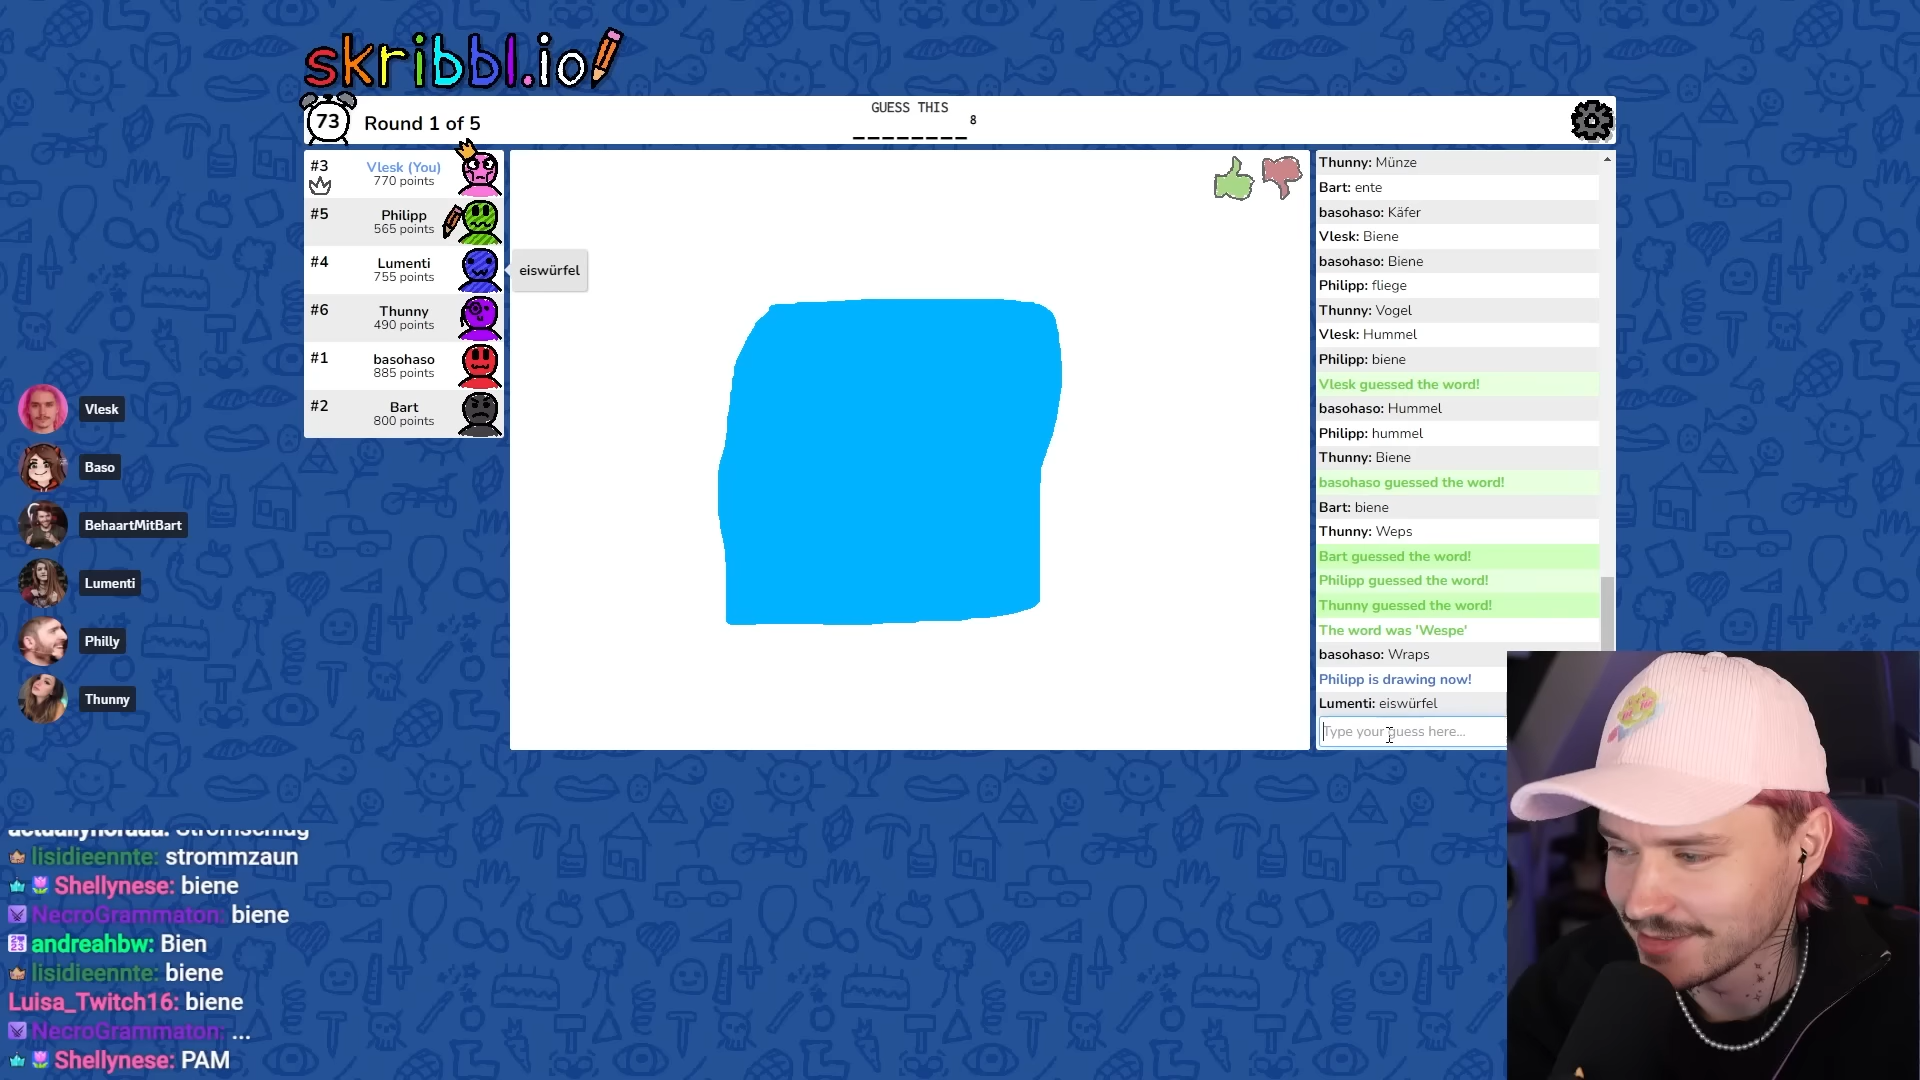 skribbl.io
73
Round 1 of 5
GUESS THIS
________ 8
#3
Vlesk (You)
770 points
#5
Philipp
565 points
#4
Lumenti
755 points
#6
Thunny
490 points
#1
basohaso
885 points
#2
Bart
800 points
eiswürfel
Thunny: Münze
Bart: ente
basohaso: Käfer
Vlesk: Biene
basohaso: Biene
Philipp: fliege
Thunny: Vogel
Vlesk: Hummel
Philipp: biene
Vlesk guessed the word!
basohaso: Hummel
Philipp: hummel
Thunny: Biene
basohaso guessed the word!
Bart: biene
Thunny: Weps
Bart guessed the word!
Philipp guessed the word!
Thunny guessed the word!
The word was 'Wespe'
basohaso: Wraps
Philipp is drawing now!
Lumenti: eiswürfel
Type your guess here...
Vlesk
Baso
BehaartMitBart
Lumenti
Philly
Thunny
Stromschlug
lisidieennte: strommzaun
Shellynese: biene
NecroGrammaton: biene
andreahbw: Bien
lisidieennte: biene
Luisa_Twitch16: biene
NecroGrammaton: ...
Shellynese: PAM